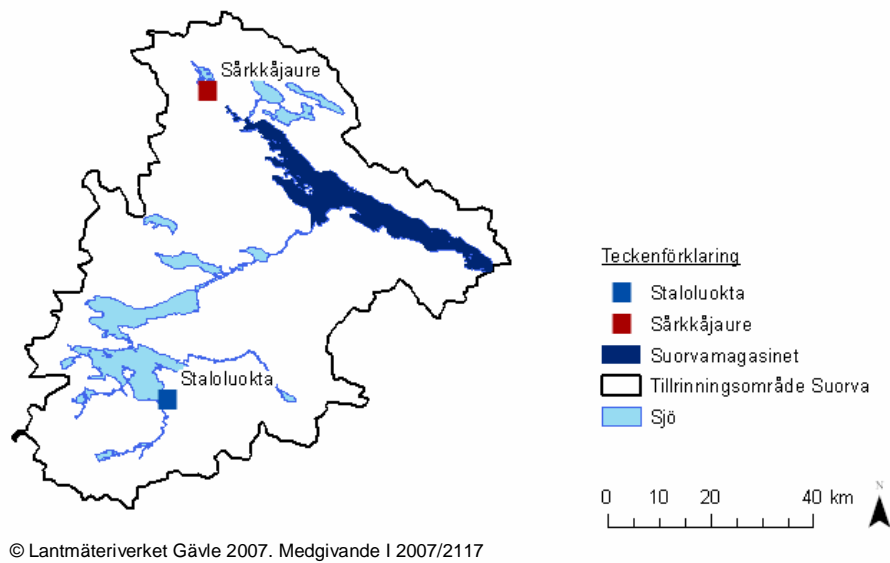 Sårkkåjaure
Staloluokta
Teckenförklaring
Staloluokta
Sårkkåjaure
Suorvamagasinet
Tillrinningsområde Suorva
Sjö
0 10 20 40 km
N
© Lantmäteriverket Gävle 2007. Medgivande I 2007/2117